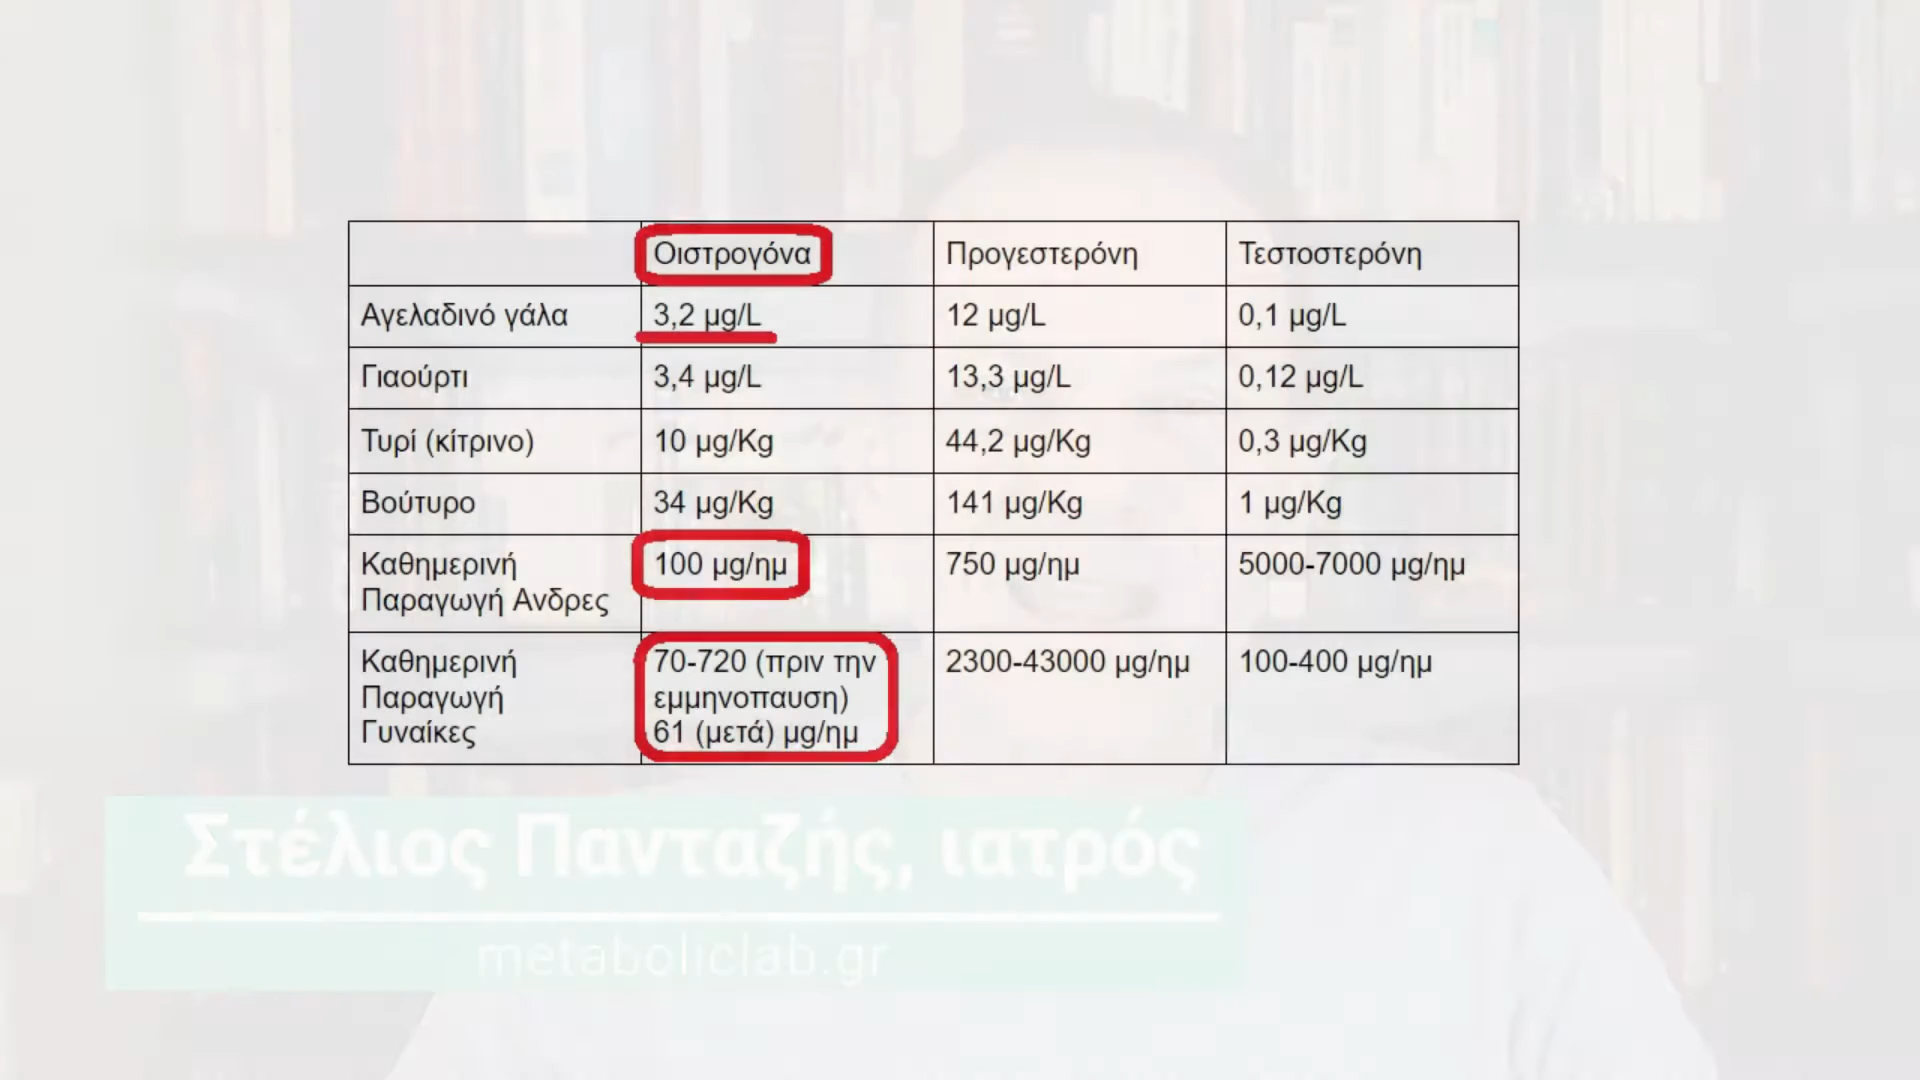 Οιστρογόνα Προγεστερόνη Τεστοστερόνη
Αγελαδινό γάλα 3,2 μg/L 12 μg/L 0,1 μg/L
Γιαούρτι 3,4 μg/L 13,3 μg/L 0,12 μg/L
Τυρί (κίτρινο) 10 μg/Kg 44,2 μg/Kg 0,3 μg/Kg
Βούτυρο 34 μg/Kg 141 μg/Kg 1 μg/Kg
Καθημερινή 100 μg/ημ 750 μg/ημ 5000-7000 μg/ημ
Παραγωγή Ανδρες
Καθημερινή 70-720 (πριν την 2300-43000 μg/ημ 100-400 μg/ημ
Παραγωγή εμμηνοπαυση)
Γυναίκες 61 (μετά) μg/ημ
Στέλιος Πανταζής, ιατρός
metaboliclab.gr